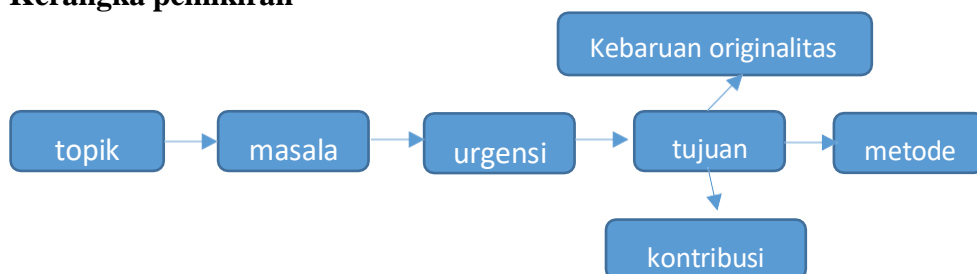 Kerangka pemikiran
Kebaruan originalitas
topik
masala
urgensi
tujuan
metode
kontribusi